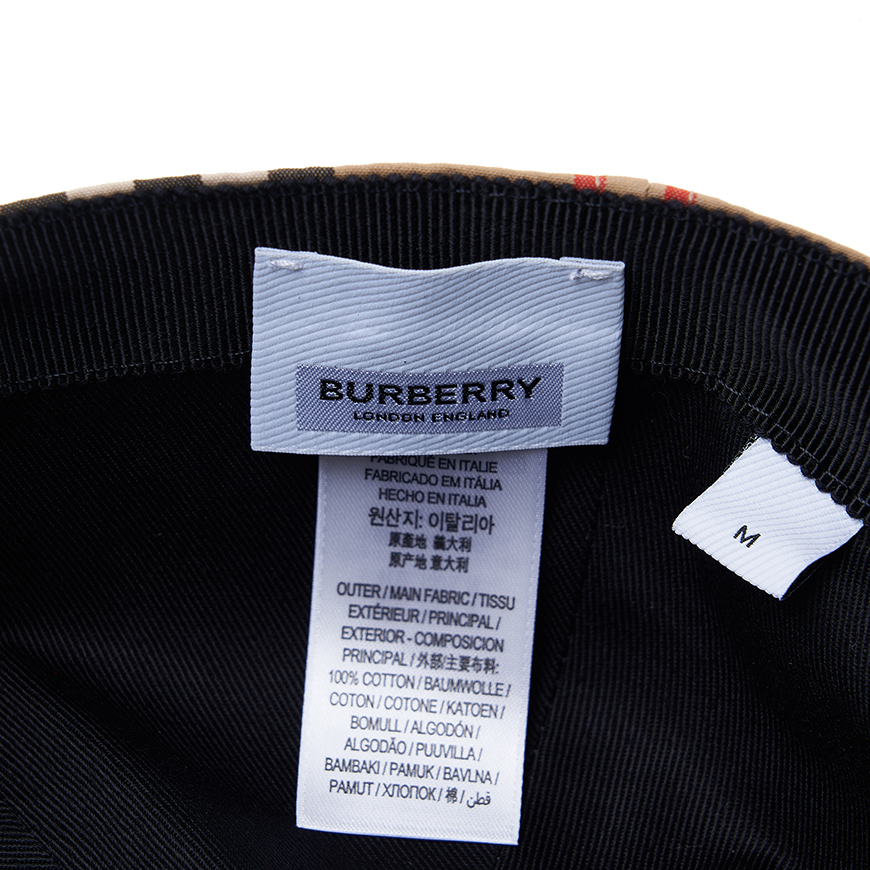 BURBERRY
LONDON ENGLAND
FABRIQUÉ EN ITALIE
FABRICADO EM ITÁLIA
HECHO EN ITALIA
원산지: 이탈리아
原產地 義大利
原产地 意大利
OUTER / MAIN FABRIC / TISSU
EXTÉRIEUR / PRINCIPAL /
EXTERIOR - COMPOSICION
PRINCIPAL / 外部/主要布料:
100% COTTON / BAUMWOLLE /
COTON / COTONE / KATOEN /
BOMULL / ALGODÓN /
ALGODÃO / PUUVILLA /
BAMBAKI / PAMUK / BAVLNA /
PAMUT / ХЛОПОК / 棉 / قطن
M